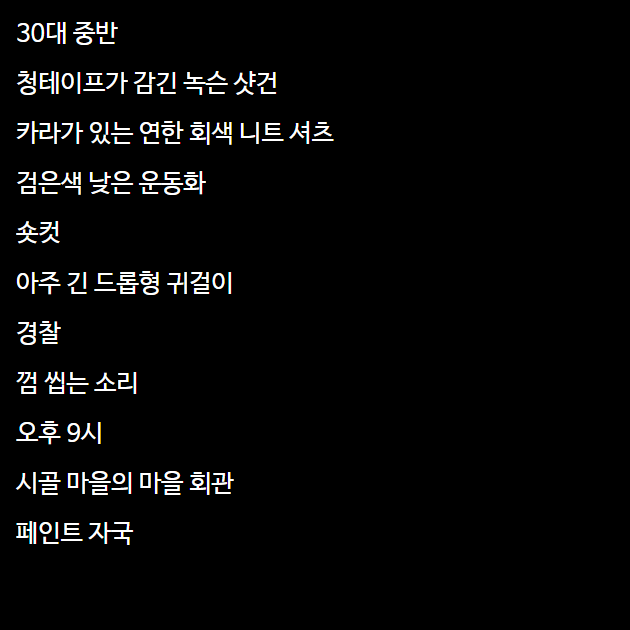 30대 중반
청테이프가 감긴 녹슨 샷건
카라가 있는 연한 회색 니트 셔츠
검은색 낮은 운동화
숏컷
아주 긴 드롭형 귀걸이
경찰
껌 씹는 소리
오후 9시
시골 마을의 마을 회관
페인트 자국